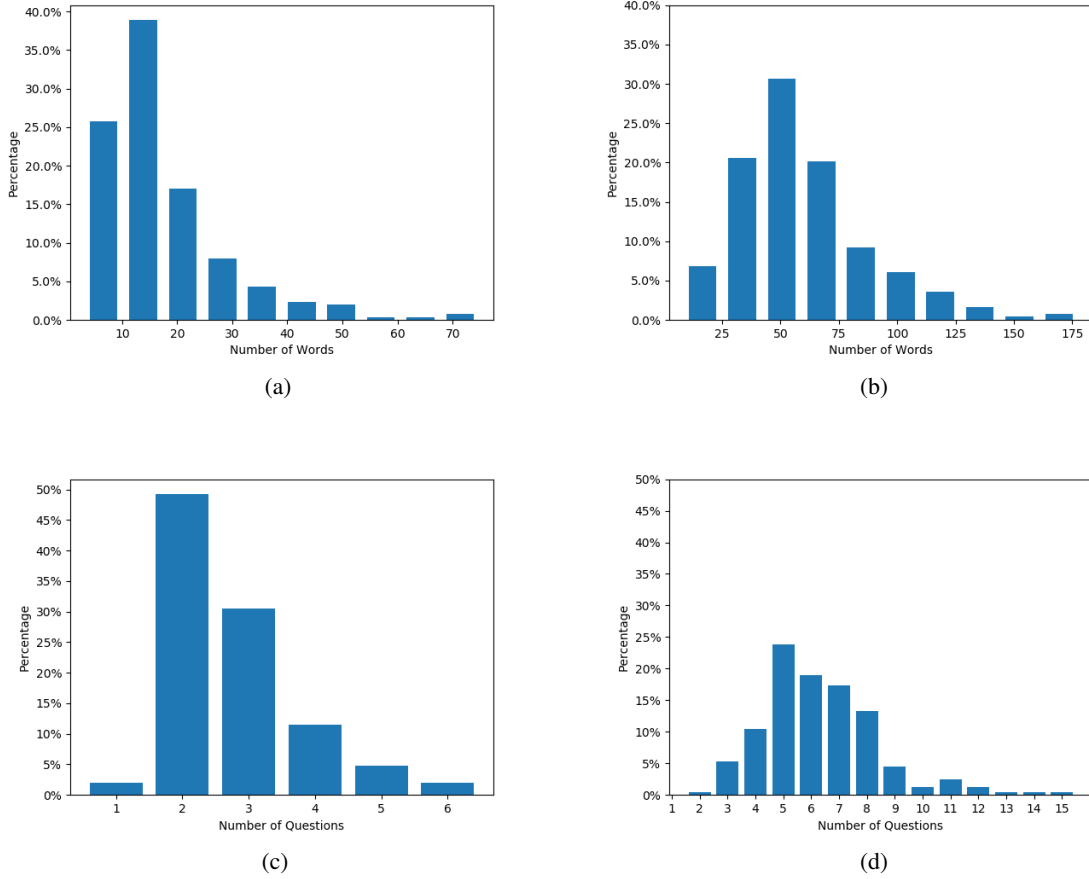 40.0%
35.0%
30.0%
25.0%
20.0%
15.0%
10.0%
5.0%
0.0%
Percentage
10 20 30 40 50 60 70
Number of Words
(a)
40.0%
35.0%
30.0%
25.0%
20.0%
15.0%
10.0%
5.0%
0.0%
Percentage
25 50 75 100 125 150 175
Number of Words
(b)
50%
45%
40%
35%
30%
25%
20%
15%
10%
5%
0%
Percentage
1 2 3 4 5 6
Number of Questions
(c)
50%
45%
40%
35%
30%
25%
20%
15%
10%
5%
0%
Percentage
1 2 3 4 5 6 7 8 9 10 11 12 13 14 15
Number of Questions
(d)